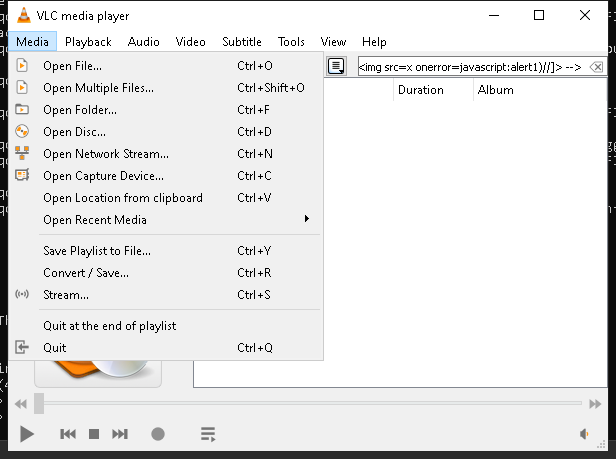 VLC media player
Media Playback Audio Video Subtitle Tools View Help
<img src=x onerror=javascript:alert1)//]> -->
Duration Album
Open File... Ctrl+O
Open Multiple Files... Ctrl+Shift+O
Open Folder... Ctrl+F
Open Disc... Ctrl+D
Open Network Stream... Ctrl+N
Open Capture Device... Ctrl+C
Open Location from clipboard Ctrl+V
Open Recent Media
Save Playlist to File... Ctrl+Y
Convert / Save... Ctrl+R
Stream... Ctrl+S
Quit at the end of playlist
Quit Ctrl+Q